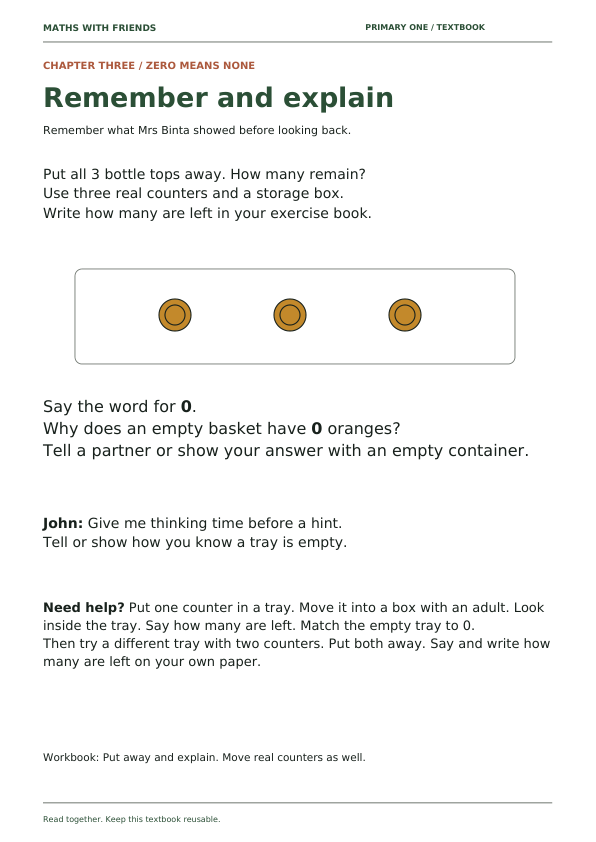 MATHS WITH FRIENDS
PRIMARY ONE / TEXTBOOK
CHAPTER THREE / ZERO MEANS NONE
Remember and explain
Remember what Mrs Binta showed before looking back.
Put all 3 bottle tops away. How many remain?
Use three real counters and a storage box.
Write how many are left in your exercise book.
Say the word for 0.
Why does an empty basket have 0 oranges?
Tell a partner or show your answer with an empty container.
John: Give me thinking time before a hint.
Tell or show how you know a tray is empty.
Need help? Put one counter in a tray. Move it into a box with an adult. Look
inside the tray. Say how many are left. Match the empty tray to 0.
Then try a different tray with two counters. Put both away. Say and write how
many are left on your own paper.
Workbook: Put away and explain. Move real counters as well.
Read together. Keep this textbook reusable.